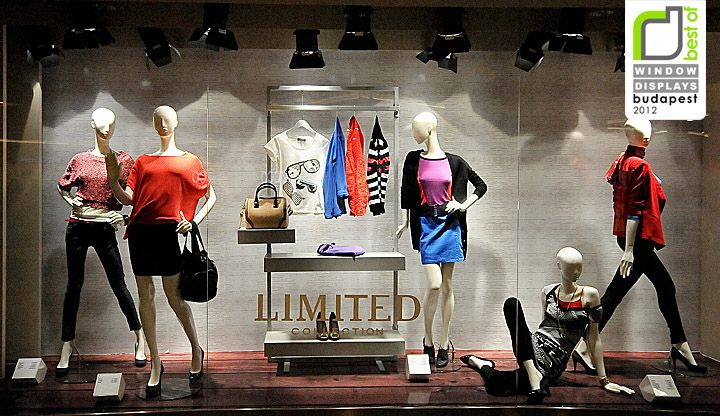 best of
WINDOW
DISPLAYS
budapest
2012
LIMITED
COLLECTION